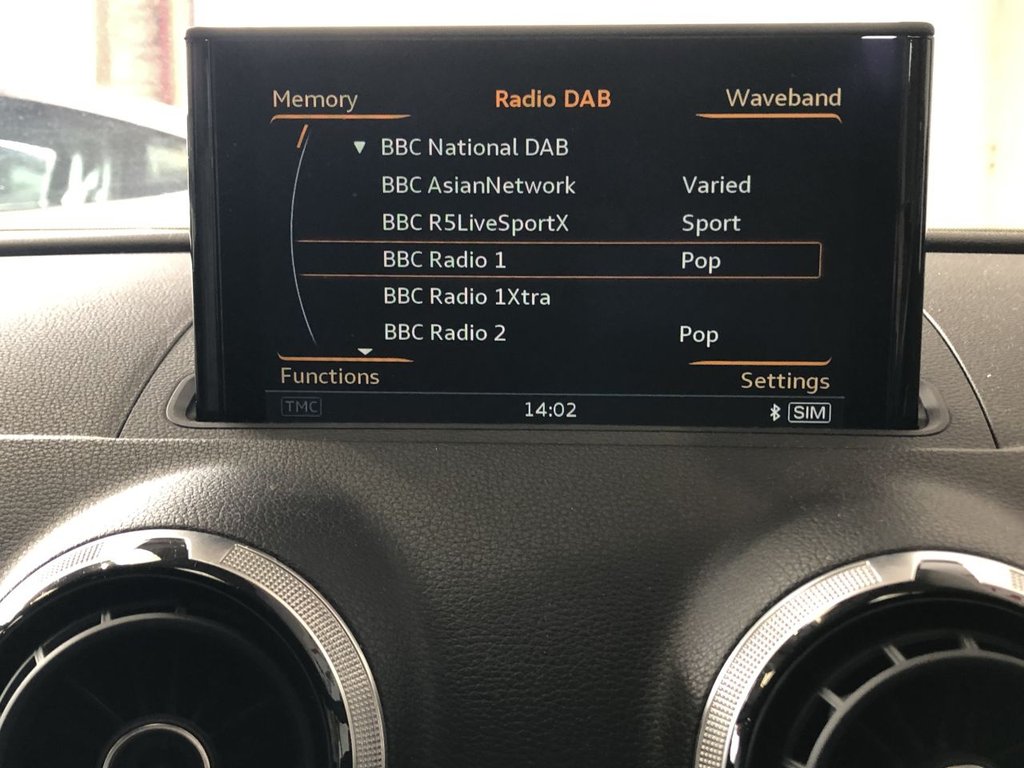 Memory Radio DAB Waveband
BBC National DAB
BBC AsianNetwork Varied
BBC R5LiveSportX Sport
BBC Radio 1 Pop
BBC Radio 1Xtra
BBC Radio 2 Pop
Functions Settings
TMC 14:02 SIM